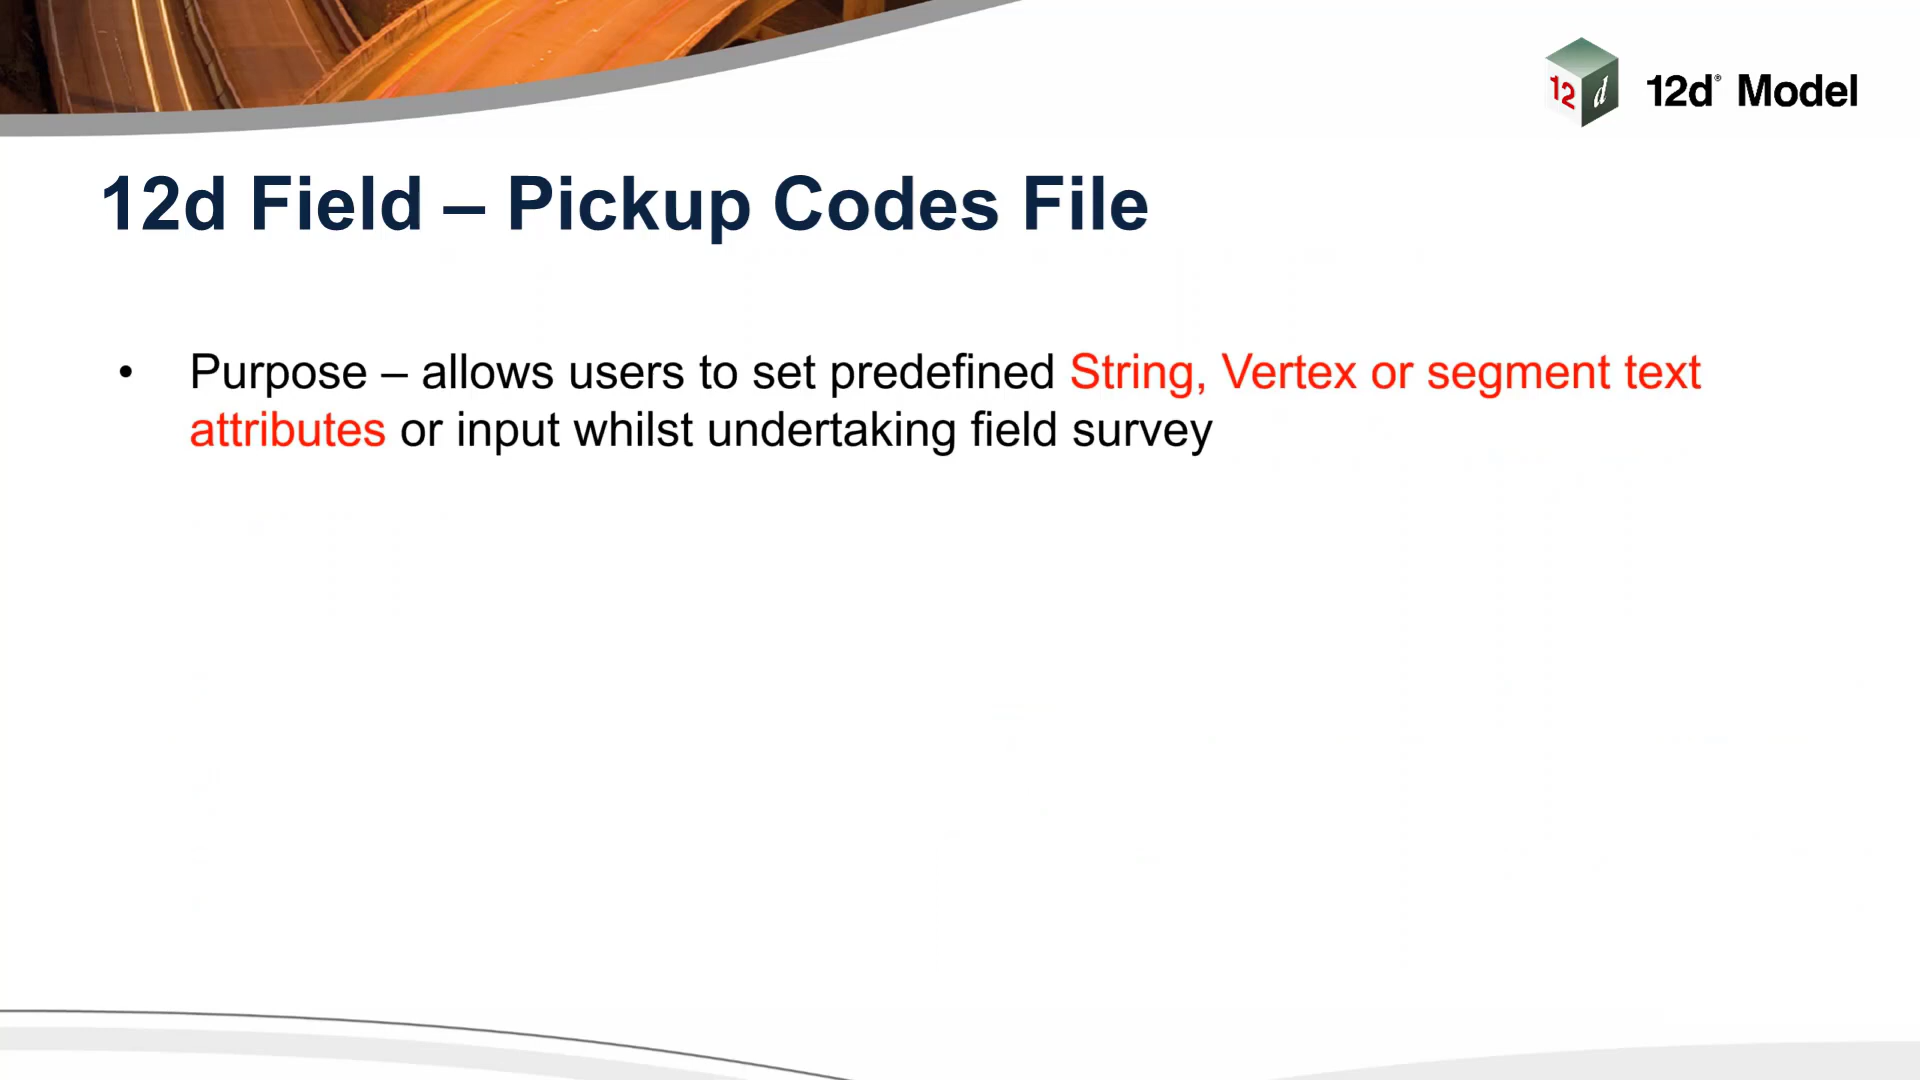 12d
12d® Model
12d Field – Pickup Codes File
• Purpose – allows users to set predefined String, Vertex or segment text
attributes or input whilst undertaking field survey